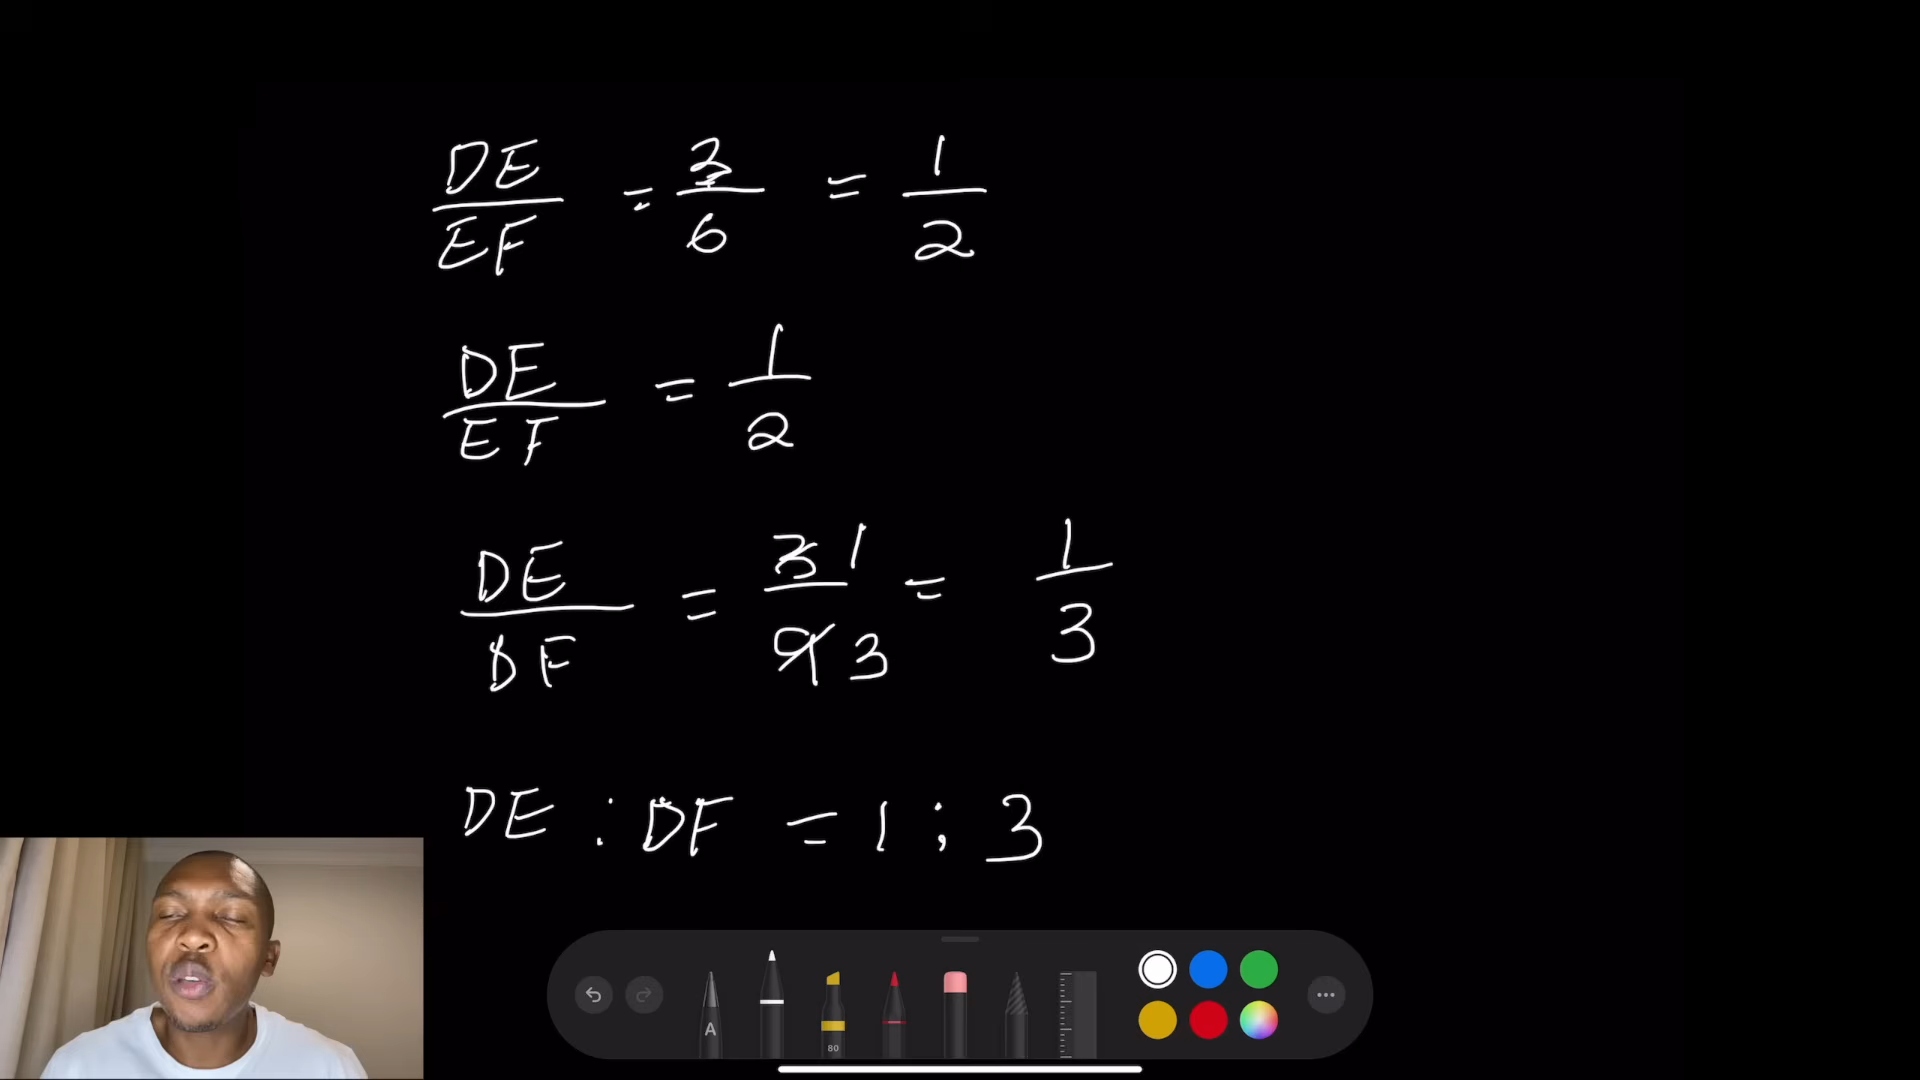 DE/EF = 3/6 = 1/2
DE/EF = 1/2
DE/DF = 3 1/9 3 = 1/3
DE : DF = 1 : 3
A
80